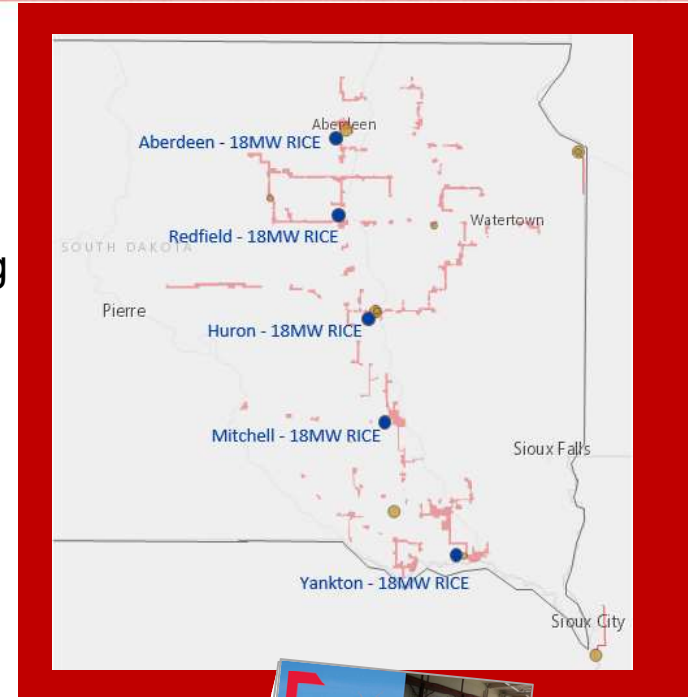 Aberdeen
Aberdeen - 18MW RICE
Watertown
Redfield - 18MW RICE
SOUTH DAKOTA
g
Pierre
Huron - 18MW RICE
Mitchell - 18MW RICE
Sioux Falls
Yankton - 18MW RICE
Sioux City